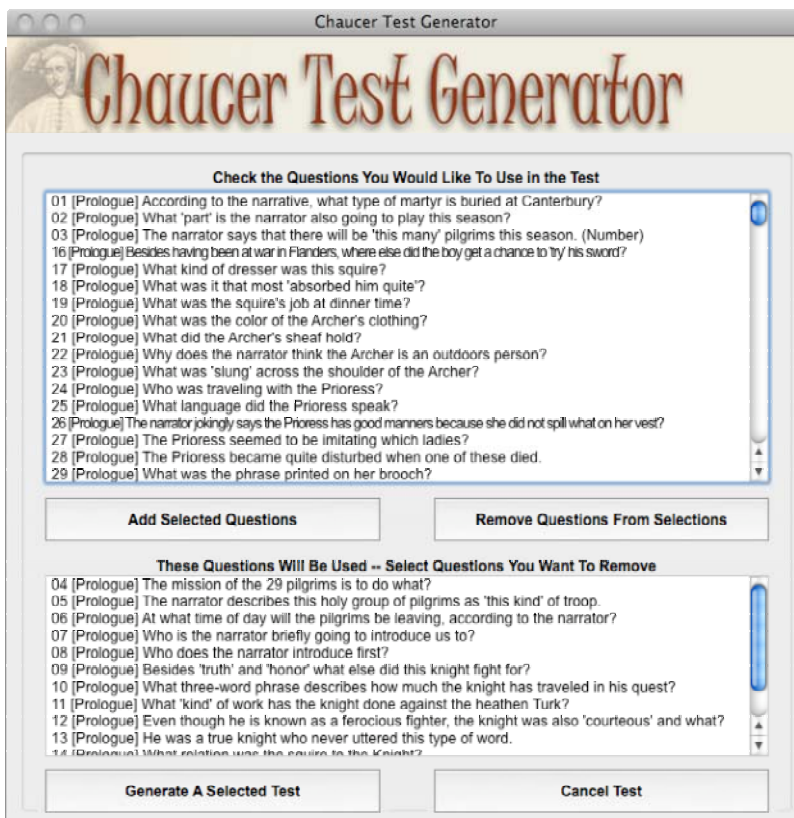 Chaucer Test Generator
Chaucer Test Generator
Check the Questions You Would Like To Use in the Test
01 [Prologue] According to the narrative, what type of martyr is buried at Canterbury?
02 [Prologue] What 'part' is the narrator also going to play this season?
03 [Prologue] The narrator says that there will be 'this many' pilgrims this season. (Number)
16 [Prologue] Besides having been at war in Flanders, where else did the boy get a chance to 'try' his sword?
17 [Prologue] What kind of dresser was this squire?
18 [Prologue] What was it that most 'absorbed him quite'?
19 [Prologue] What was the squire's job at dinner time?
20 [Prologue] What was the color of the Archer's clothing?
21 [Prologue] What did the Archer's sheaf hold?
22 [Prologue] Why does the narrator think the Archer is an outdoors person?
23 [Prologue] What was 'slung' across the shoulder of the Archer?
24 [Prologue] Who was traveling with the Prioress?
25 [Prologue] What language did the Prioress speak?
26 [Prologue] The narrator jokingly says the Prioress has good manners because she did not spill what on her vest?
27 [Prologue] The Prioress seemed to be imitating which ladies?
28 [Prologue] The Prioress became quite disturbed when one of these died.
29 [Prologue] What was the phrase printed on her brooch?
Add Selected Questions
Remove Questions From Selections
These Questions Will Be Used -- Select Questions You Want To Remove
04 [Prologue] The mission of the 29 pilgrims is to do what?
05 [Prologue] The narrator describes this holy group of pilgrims as 'this kind' of troop.
06 [Prologue] At what time of day will the pilgrims be leaving, according to the narrator?
07 [Prologue] Who is the narrator briefly going to introduce us to?
08 [Prologue] Who does the narrator introduce first?
09 [Prologue] Besides 'truth' and 'honor' what else did this knight fight for?
10 [Prologue] What three-word phrase describes how much the knight has traveled in his quest?
11 [Prologue] What 'kind' of work has the knight done against the heathen Turk?
12 [Prologue] Even though he is known as a ferocious fighter, the knight was also 'courteous' and what?
13 [Prologue] He was a true knight who never uttered this type of word.
14 [Prologue] What relation was the squire to the Knight?
Generate A Selected Test
Cancel Test